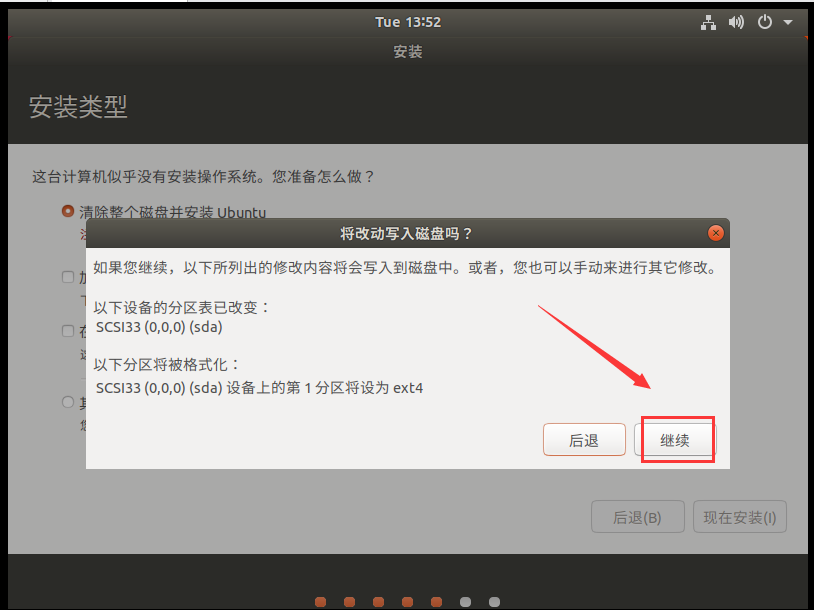 Tue 13:52
安装
安装类型
这台计算机似乎没有安装操作系统。您准备怎么做？
清除整个磁盘并安装 Ubuntu
将改动写入磁盘吗？
如果您继续，以下所列出的修改内容将会写入到磁盘中。或者，您也可以手动来进行其它修改。
以下设备的分区表已改变：
SCSI33 (0,0,0) (sda)
以下分区将被格式化：
SCSI33 (0,0,0) (sda) 设备上的第 1 分区将设为 ext4
后退 继续
后退(B) 现在安装(I)